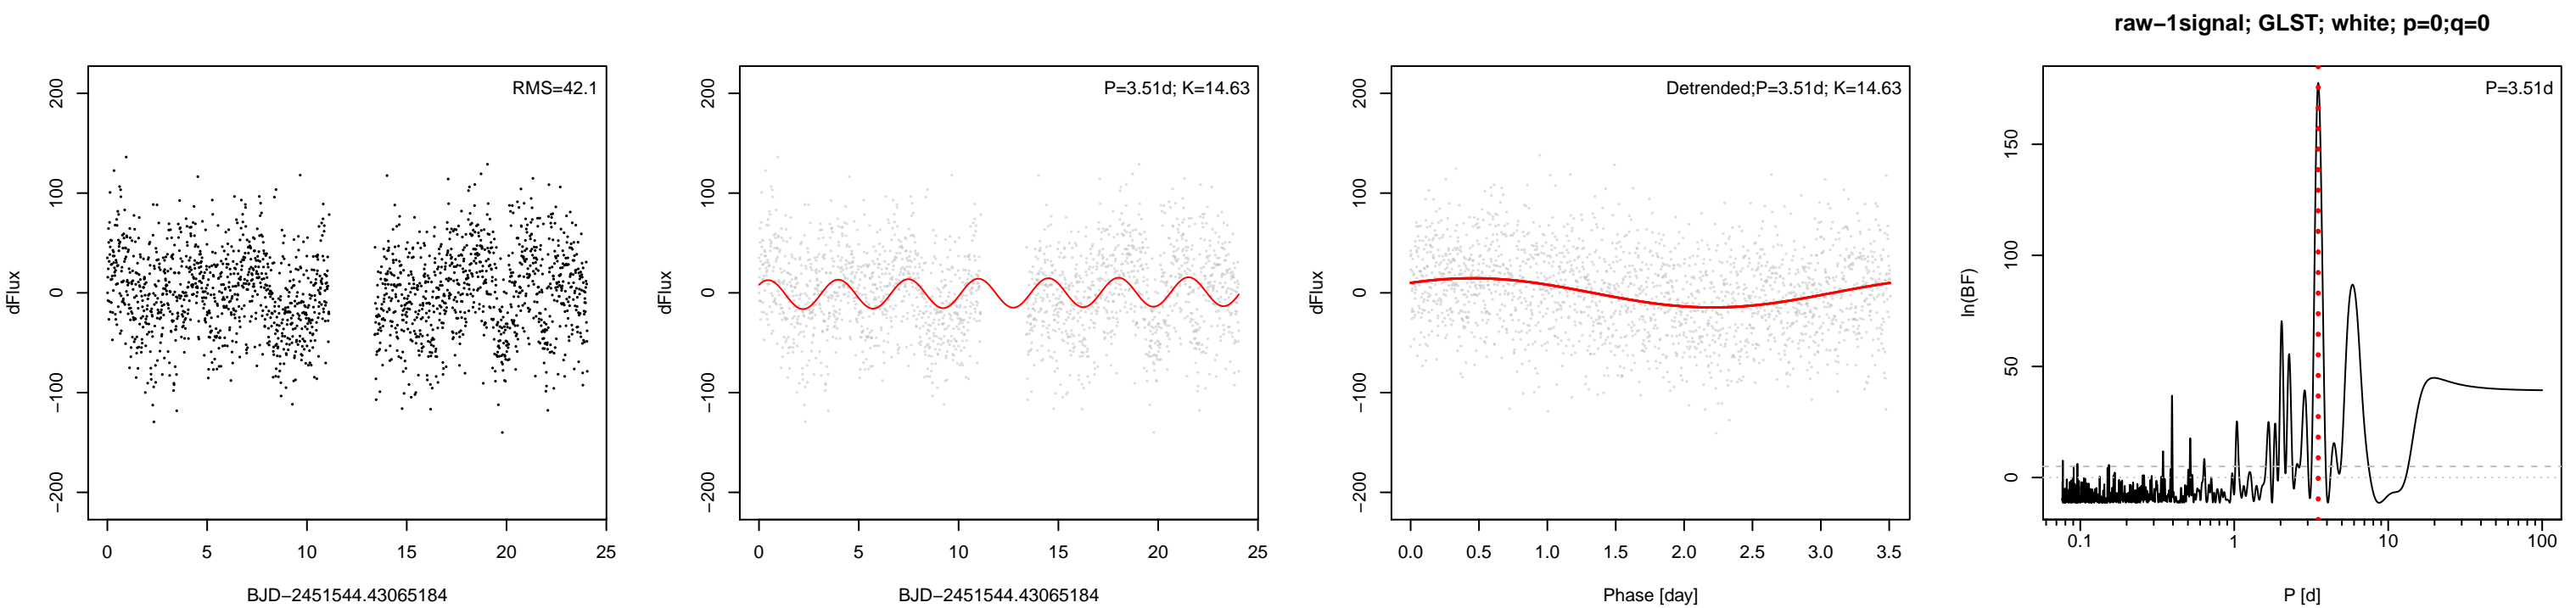 raw−1signal; GLST; white; p=0;q=0
RMS=42.1
dFlux
200
100
0
−100
−200
0 5 10 15 20 25
BJD−2451544.43065184
P=3.51d; K=14.63
dFlux
200
100
0
−100
−200
0 5 10 15 20 25
BJD−2451544.43065184
Detrended;P=3.51d; K=14.63
dFlux
200
100
0
−100
−200
0.0 0.5 1.0 1.5 2.0 2.5 3.0 3.5
Phase [day]
P=3.51d
ln(BF)
150
100
50
0
0.1 1 10 100
P [d]